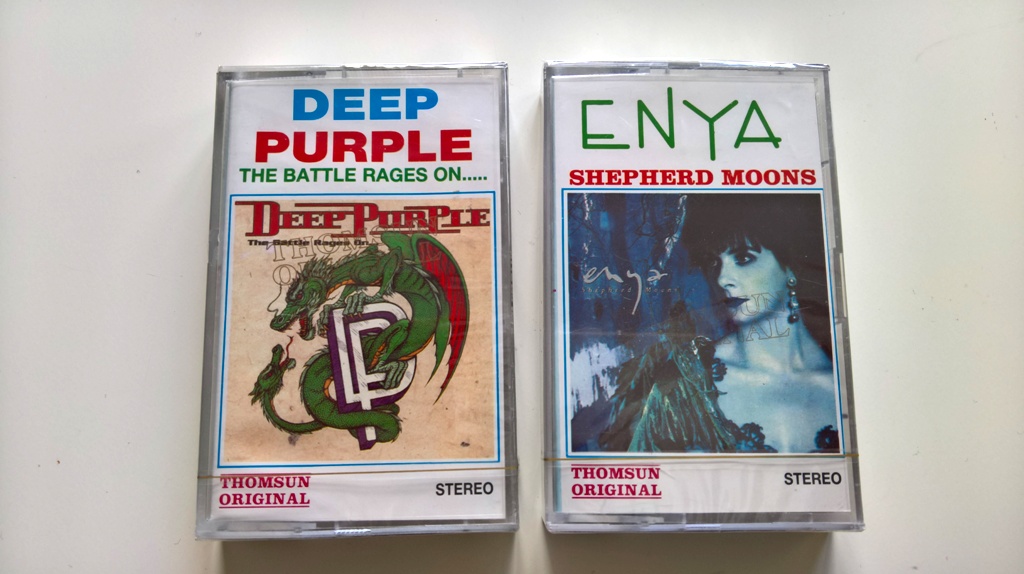 DEEP
PURPLE
THE BATTLE RAGES ON.....
DEEP PURPLE
The Battle Rages On
THOMSUN
ORIGINAL
STEREO
ENYA
SHEPHERD MOONS
enya
Shepherd Moons
THOMSUN
ORIGINAL
STEREO